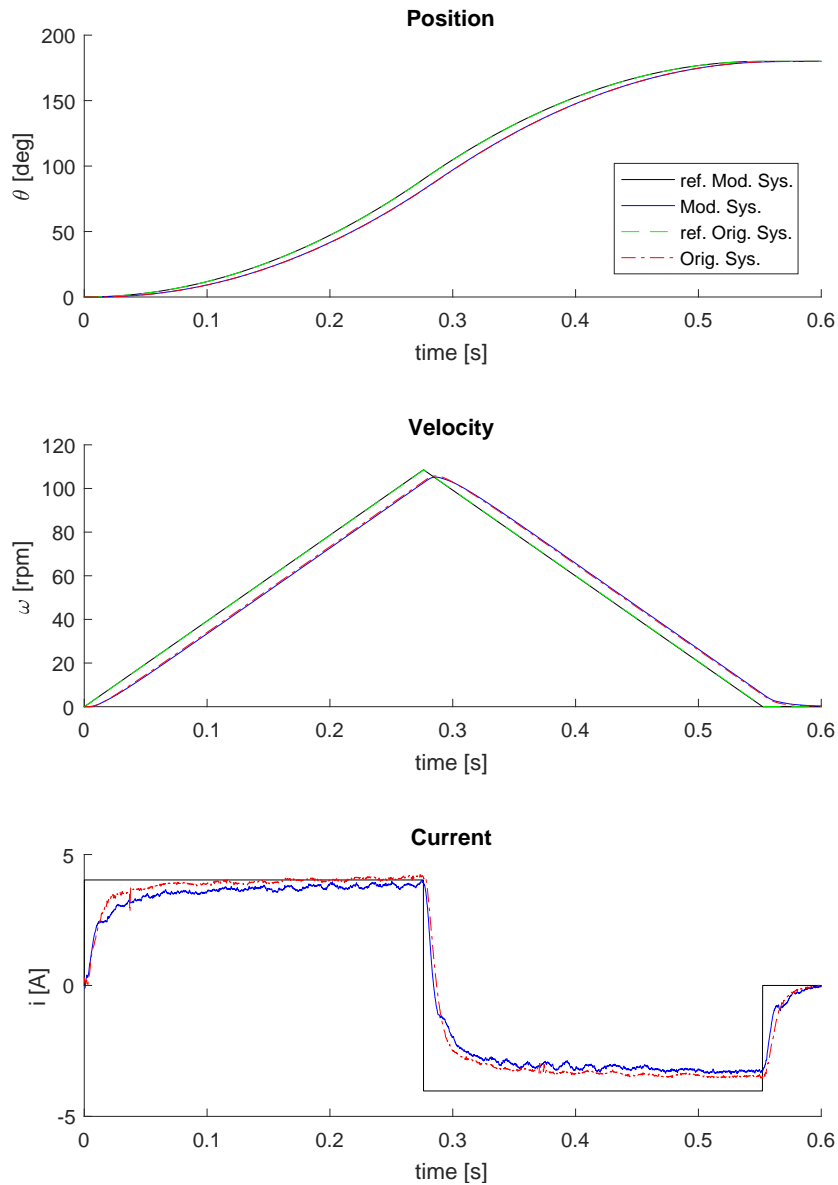 Position
200
150
100
50
0
θ [deg]
ref. Mod. Sys.
Mod. Sys.
ref. Orig. Sys.
Orig. Sys.
0 0.1 0.2 0.3 0.4 0.5 0.6
time [s]
Velocity
120
100
80
60
40
20
0
ω [rpm]
0 0.1 0.2 0.3 0.4 0.5 0.6
time [s]
Current
5
0
-5
i [A]
0 0.1 0.2 0.3 0.4 0.5 0.6
time [s]